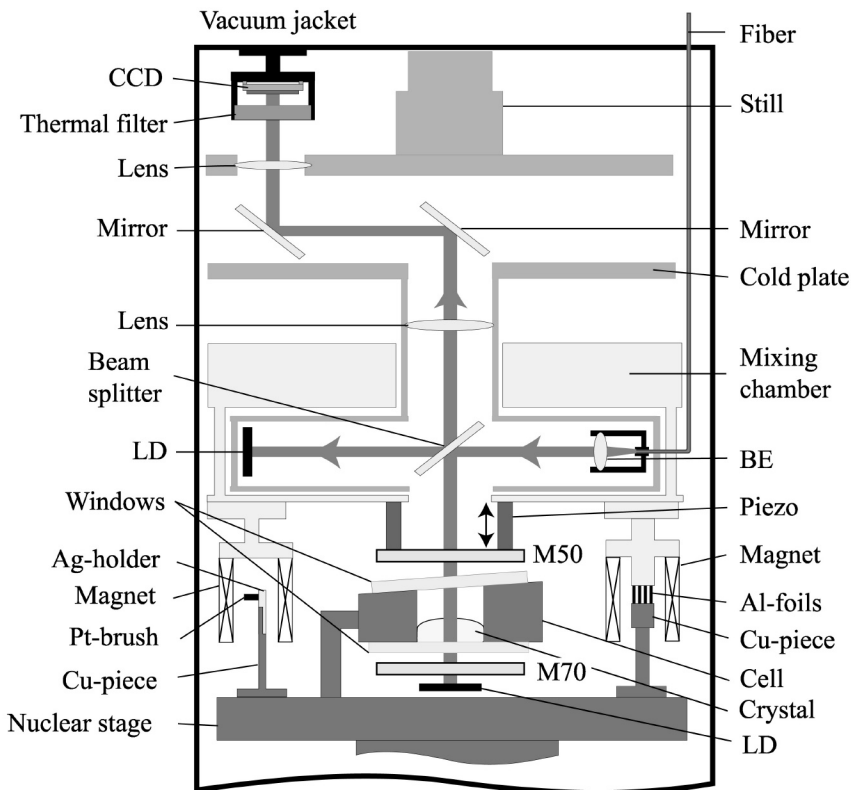 Vacuum jacket
Fiber
CCD
Still
Thermal filter
Lens
Mirror
Mirror
Cold plate
Lens
Beam
splitter
Mixing
chamber
LD
BE
Windows
Piezo
M50
Ag-holder
Magnet
Magnet
Al-foils
Pt-brush
Cu-piece
Cu-piece
M70
Cell
Crystal
Nuclear stage
LD